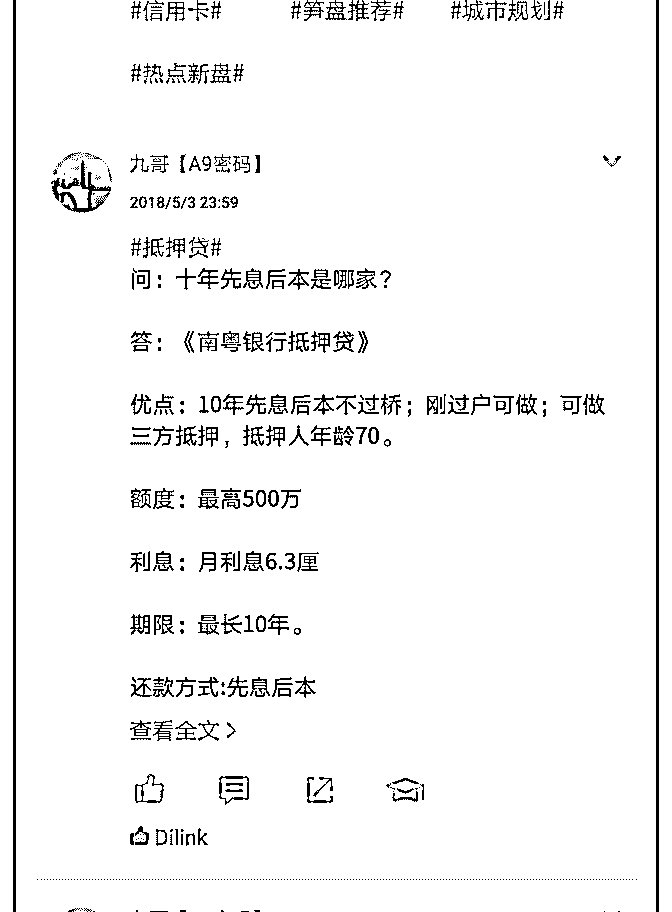 #信用卡# #笋盘推荐# #城市规划#
#热点新盘#
九哥【A9密码】
2018/5/3 23:59
#抵押贷#
问：十年先息后本是哪家？
答：《南粤银行抵押贷》
优点：10年先息后本不过桥；刚过户可做；可做
三方抵押，抵押人年龄70。
额度：最高500万
利息：月利息6.3厘
期限：最长10年。
还款方式:先息后本
查看全文
Dilink